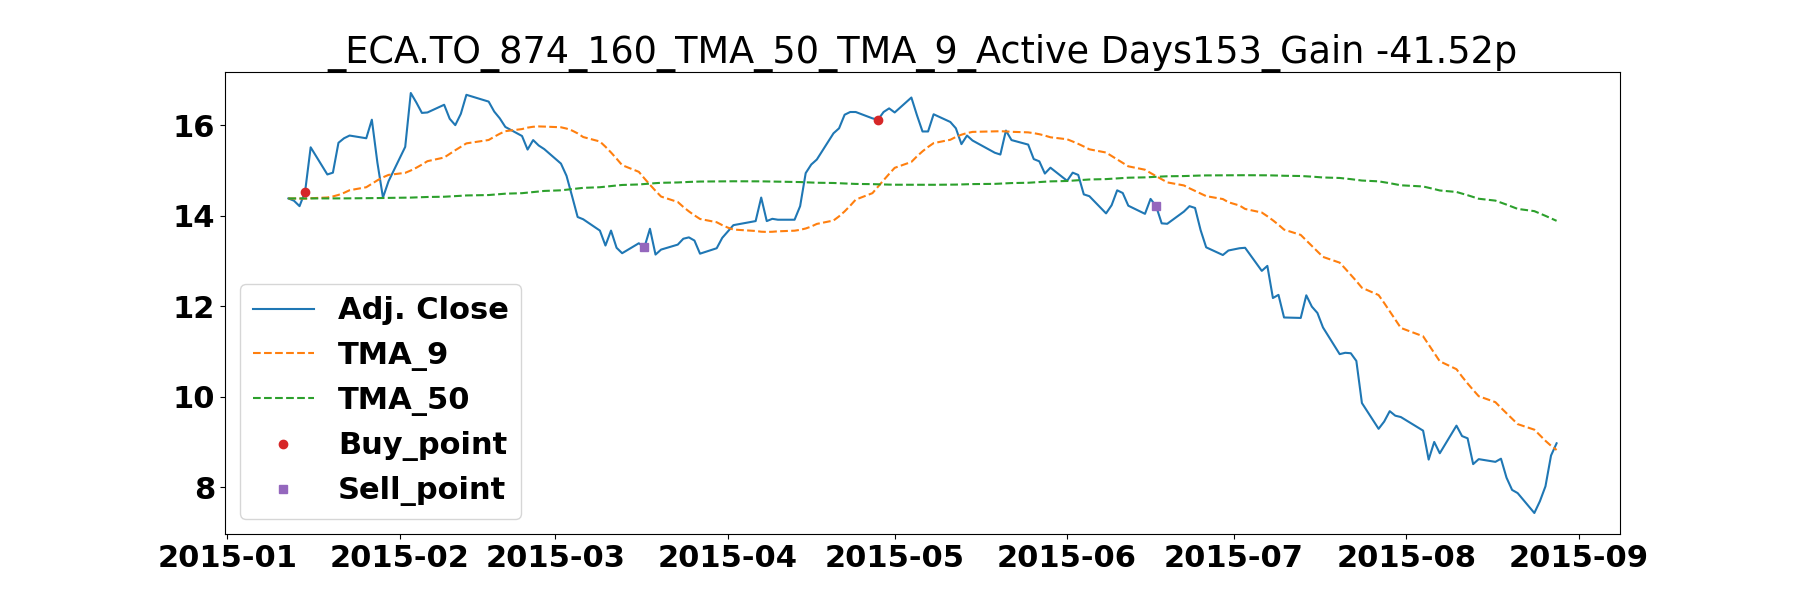 _ECA.TO_874_160_TMA_50_TMA_9_Active Days153_Gain -41.52p
16
14
12
10
8
Adj. Close
TMA_9
TMA_50
Buy_point
Sell_point
2015-01 2015-02 2015-03 2015-04 2015-05 2015-06 2015-07 2015-08 2015-09